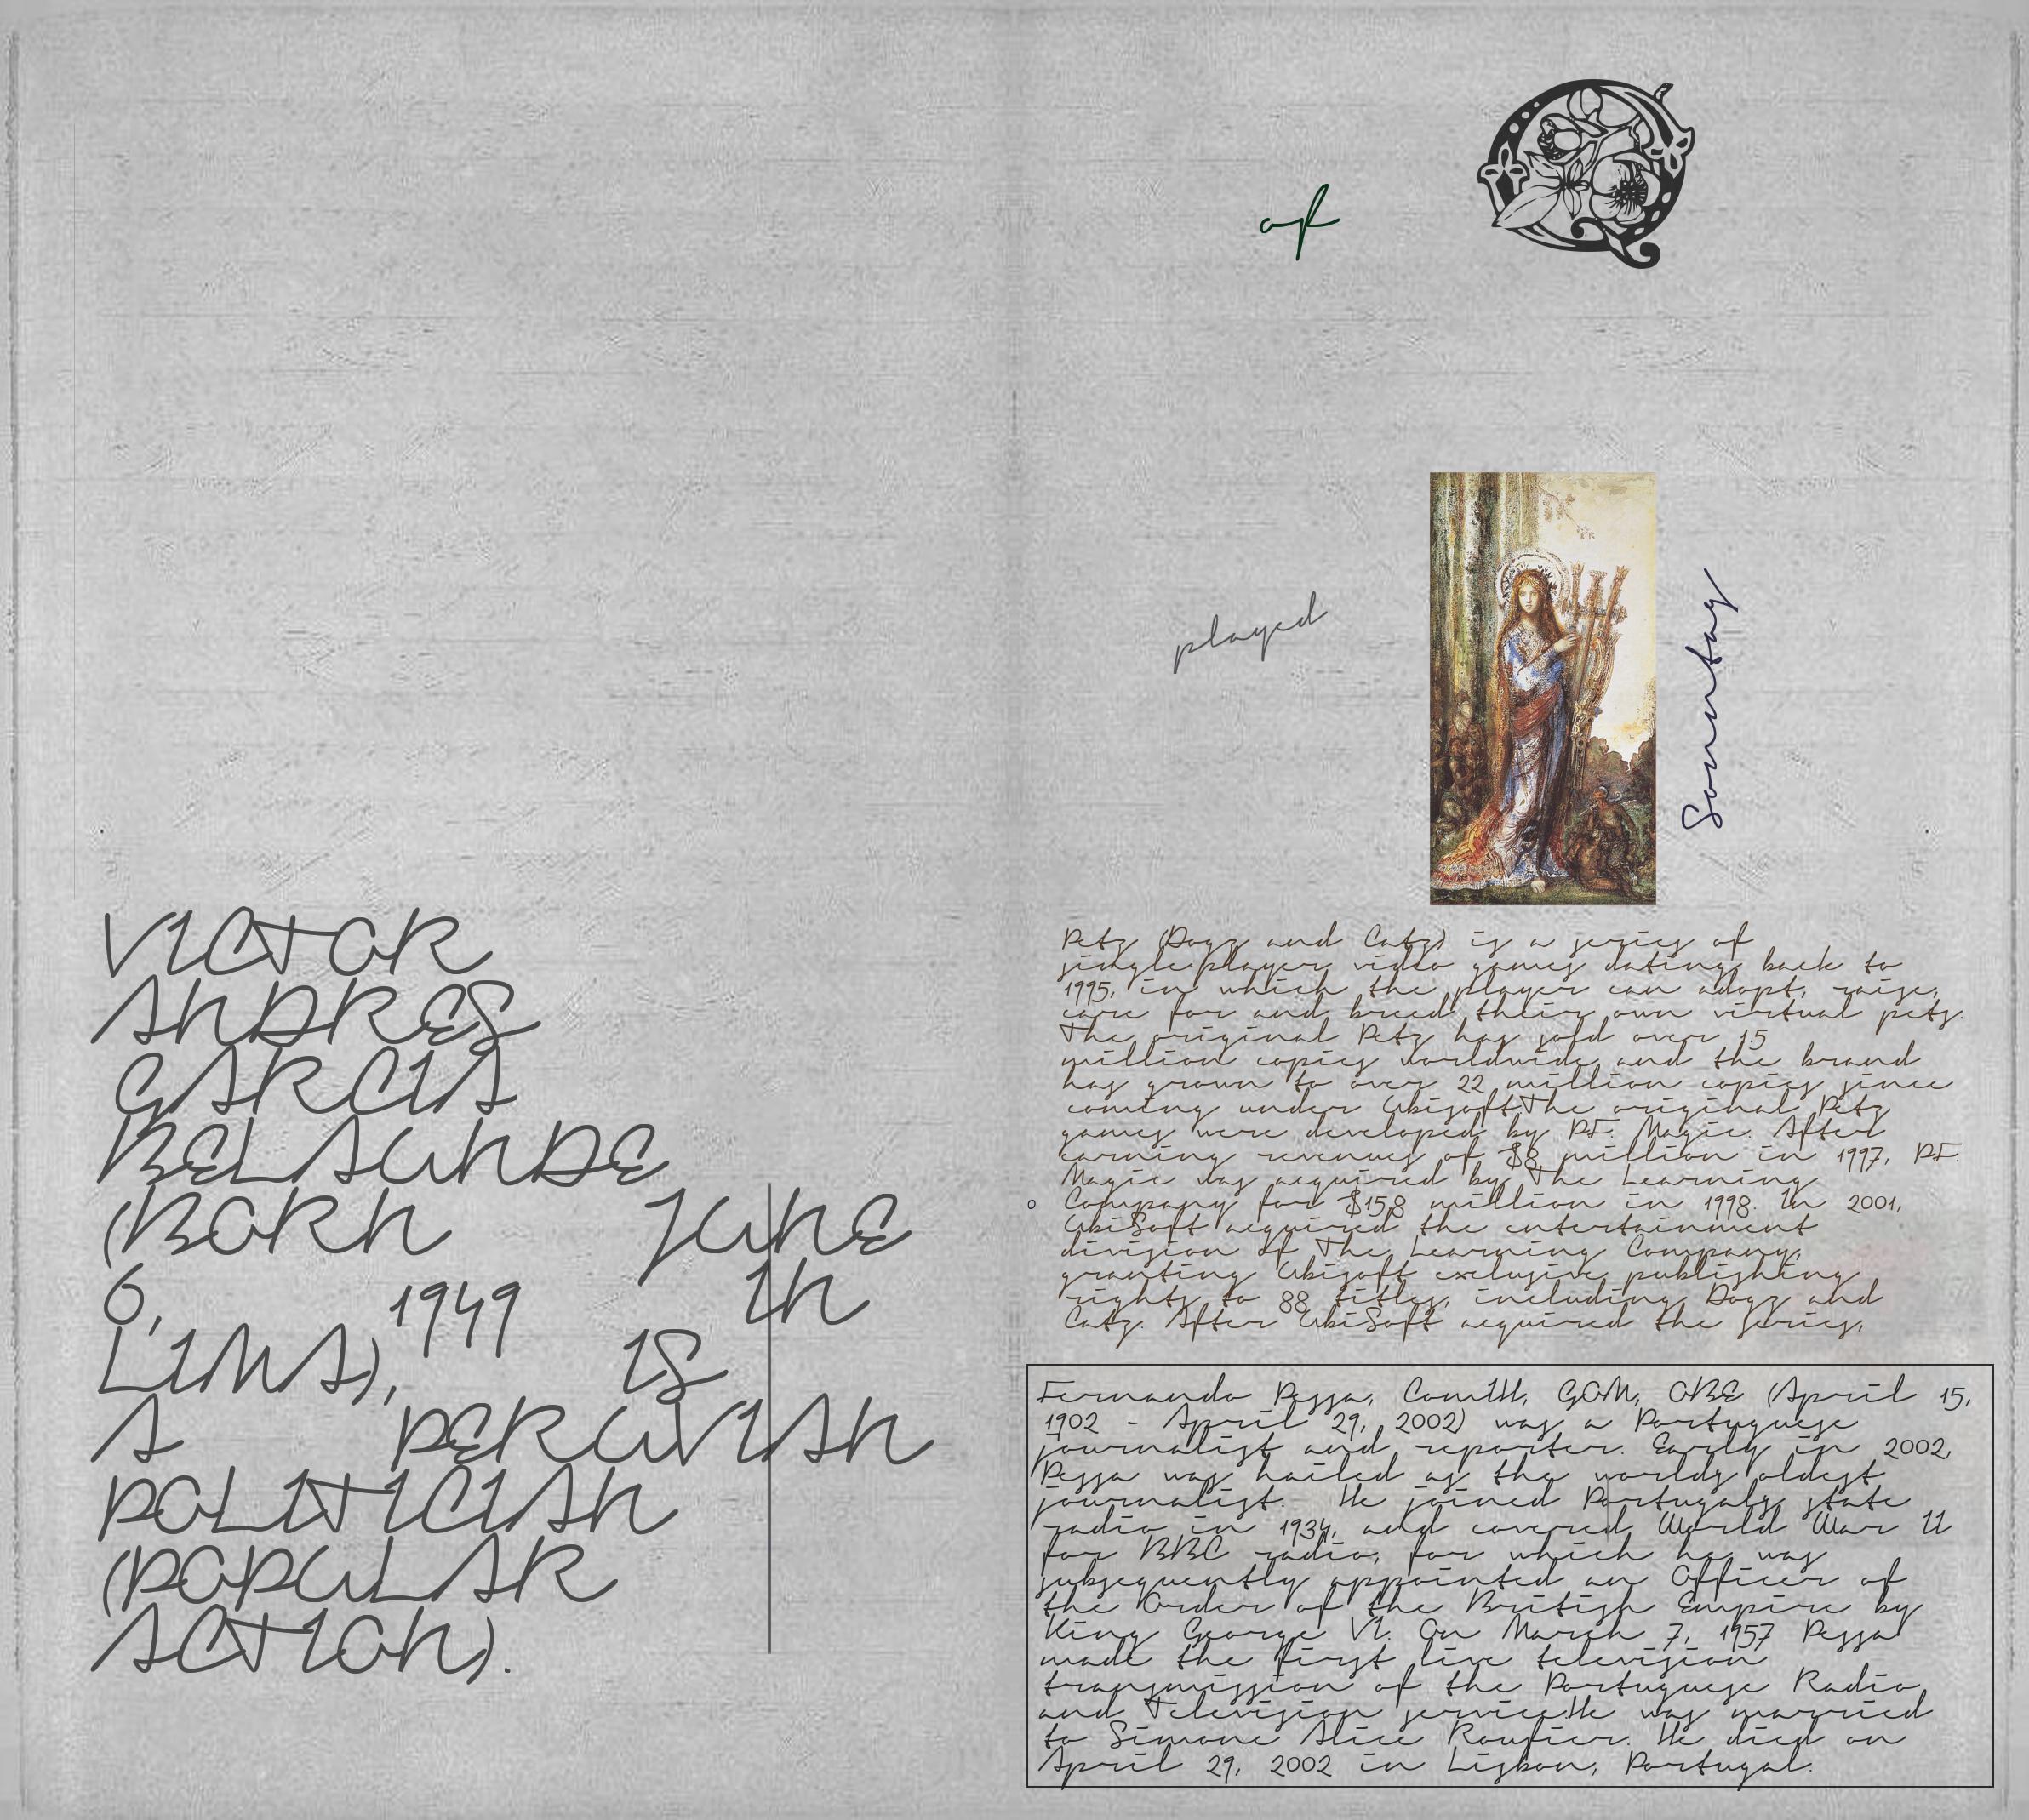 VICTOR
ANDRES
GARCIA
BELAUNDE
(BORN JUNE
6, 1949 IN
LIMA), IS
A PERUVIAN
POLITICIAN
(POPULAR
ACTION).
Q
of
played
Sonntag
Petz (Dogz and Catz) is a series of
singleplayer video games dating back to
1995, in which the player can adopt, raise,
care for and breed their own virtual pets.
The original Petz has sold over 1.5
million copies worldwide and the brand
has grown to over 22 million copies since
coming under Ubisoft.The original Petz
games were developed by P.F. Magic. After
earning revenues of $8 million in 1997, P.F.
Magic was acquired by The Learning
Company for $15.8 million in 1998. In 2001,
UbiSoft acquired the entertainment
division of The Learning Company,
granting Ubisoft exclusive publishing
rights to 88 titles, including Dogz and
Catz. After UbiSoft acquired the series,
Fernando Pessa, ComIH, GOM, OBE (April 15,
1902 - April 29, 2002) was a Portuguese
journalist and reporter. Early in 2002,
Pessa was hailed as the worlds oldest
journalist. He joined Portugals state
radio in 1934, and covered World War II
for BBC radio, for which he was
subsequently appointed an Officer of
the Order of the British Empire by
King George VI. On March 7, 1957 Pessa
made the first live television
transmission of the Portuguese Radio
and Television service.He was married
to Simone Alice Roufier. He died on
April 29, 2002 in Lisbon, Portugal.